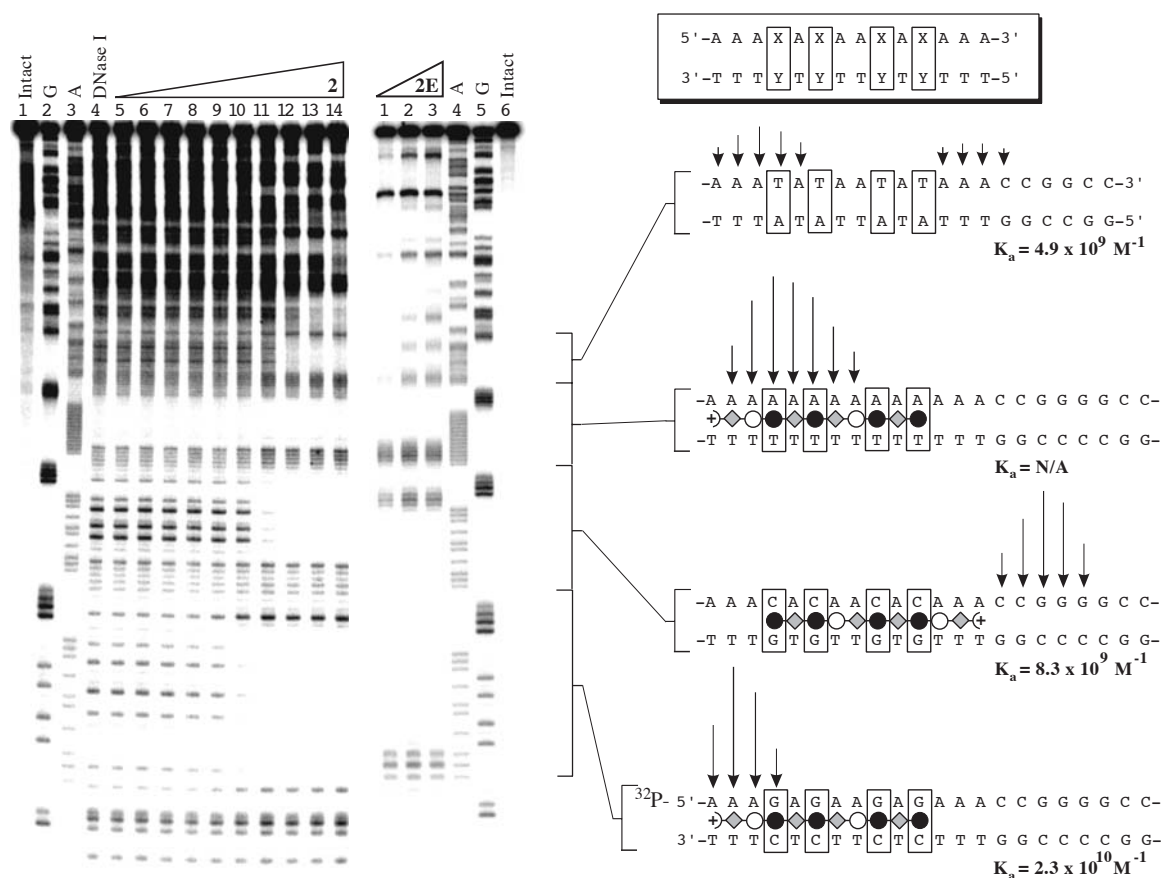 Intact G A DNase I 2
1 2 3 4 5 6 7 8 9 10 11 12 13 14
2E A G Intact
1 2 3 4 5 6
5'-A A A X A X A A X A X A A A-3'
3'-T T T Y T Y T T Y T Y T T T-5'
-A A A T A T A A T A T A A A C C G G C C-3'
-T T T A T A T T A T A T T T G G C C G G-5'
Ka = 4.9 x 10^9 M^-1
-A A A A A A A A A A A A A A C C G G G G C C-
+
-T T T T T T T T T T T T T T G G C C C C G G-
Ka = N/A
-A A A C A C A A C A C A A A C C G G G G C C-
+
-T T T G T G T T G T G T T T G G C C C C G G-
Ka = 8.3 x 10^9 M^-1
32P- 5'-A A A G A G A A G A G A A A C C G G G G C C-
+
3'-T T T C T C T T C T C T T T G G C C C C G G-
Ka = 2.3 x 10^10 M^-1